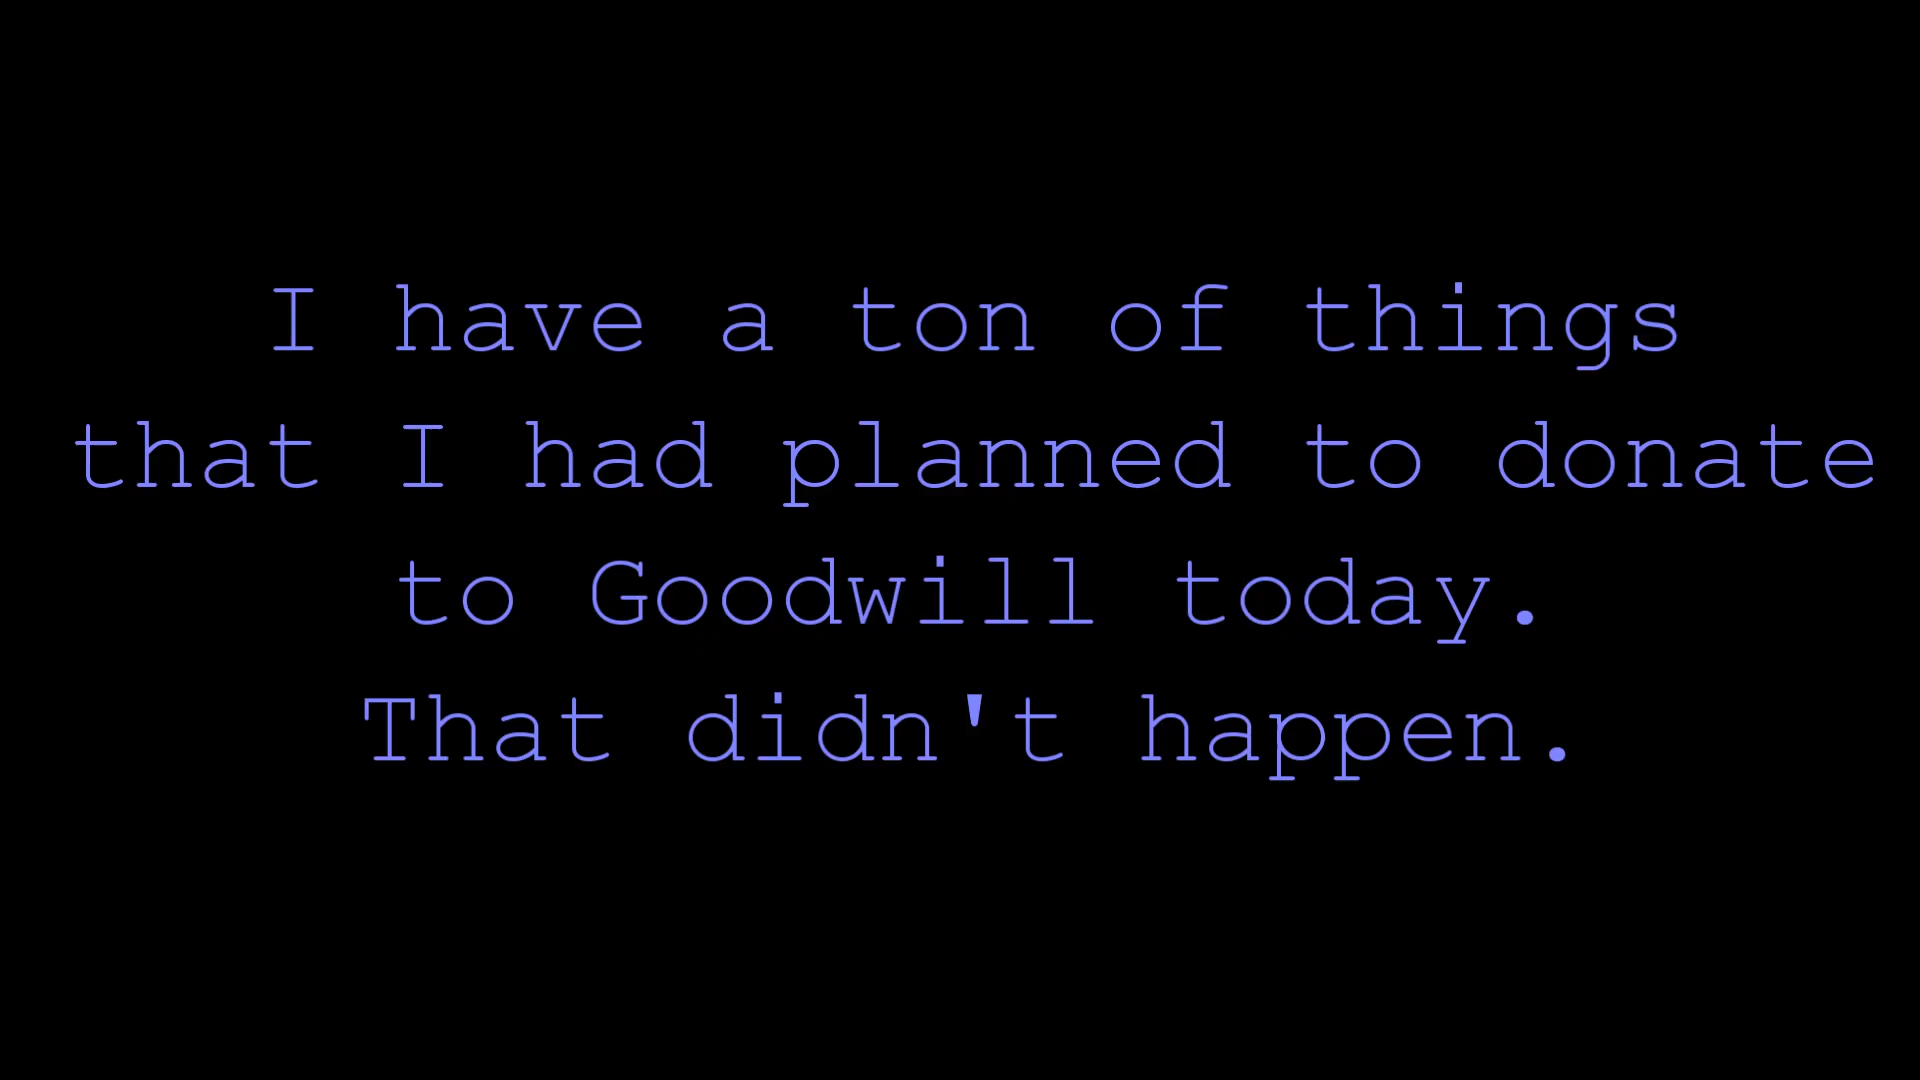 I have a ton of things
that I had planned to donate
to Goodwill today.
That didn't happen.